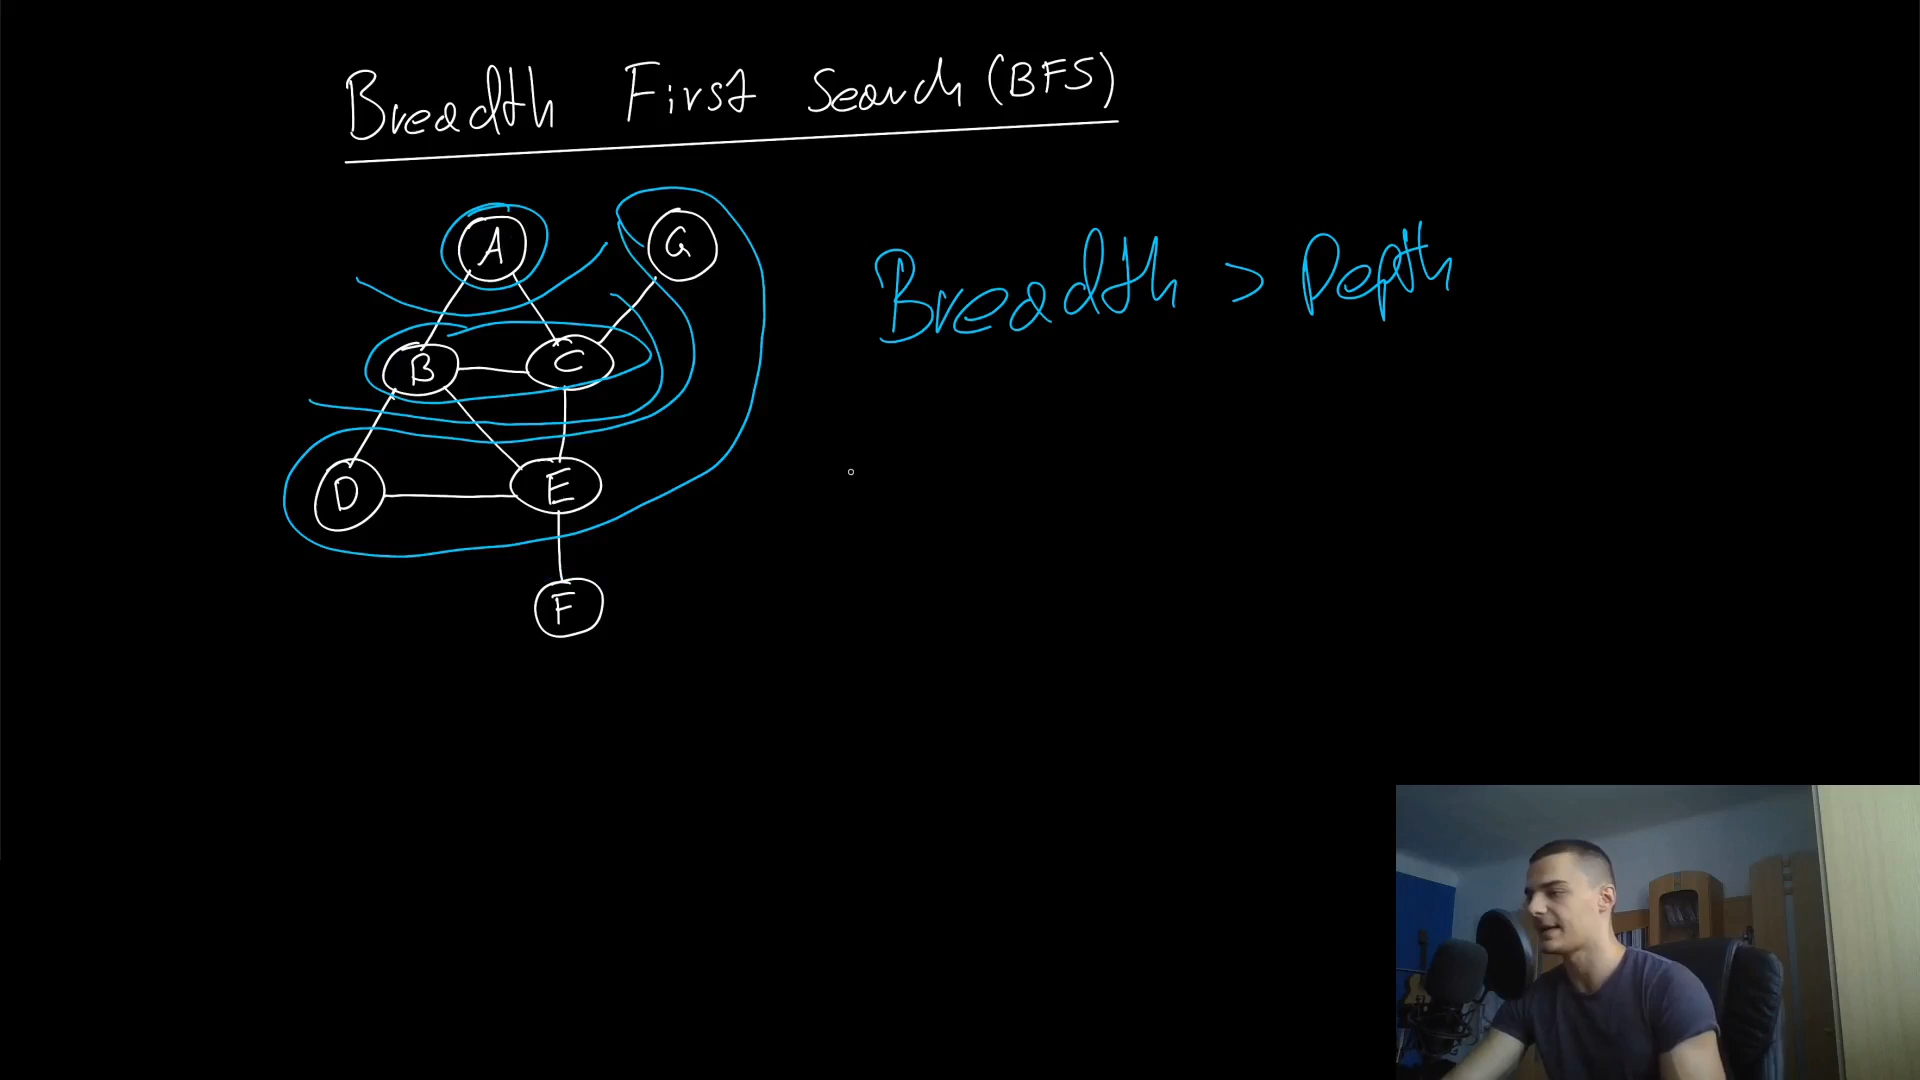 Breadth First Search (BFS)
A G
Breadth > Depth
B C
D E
F